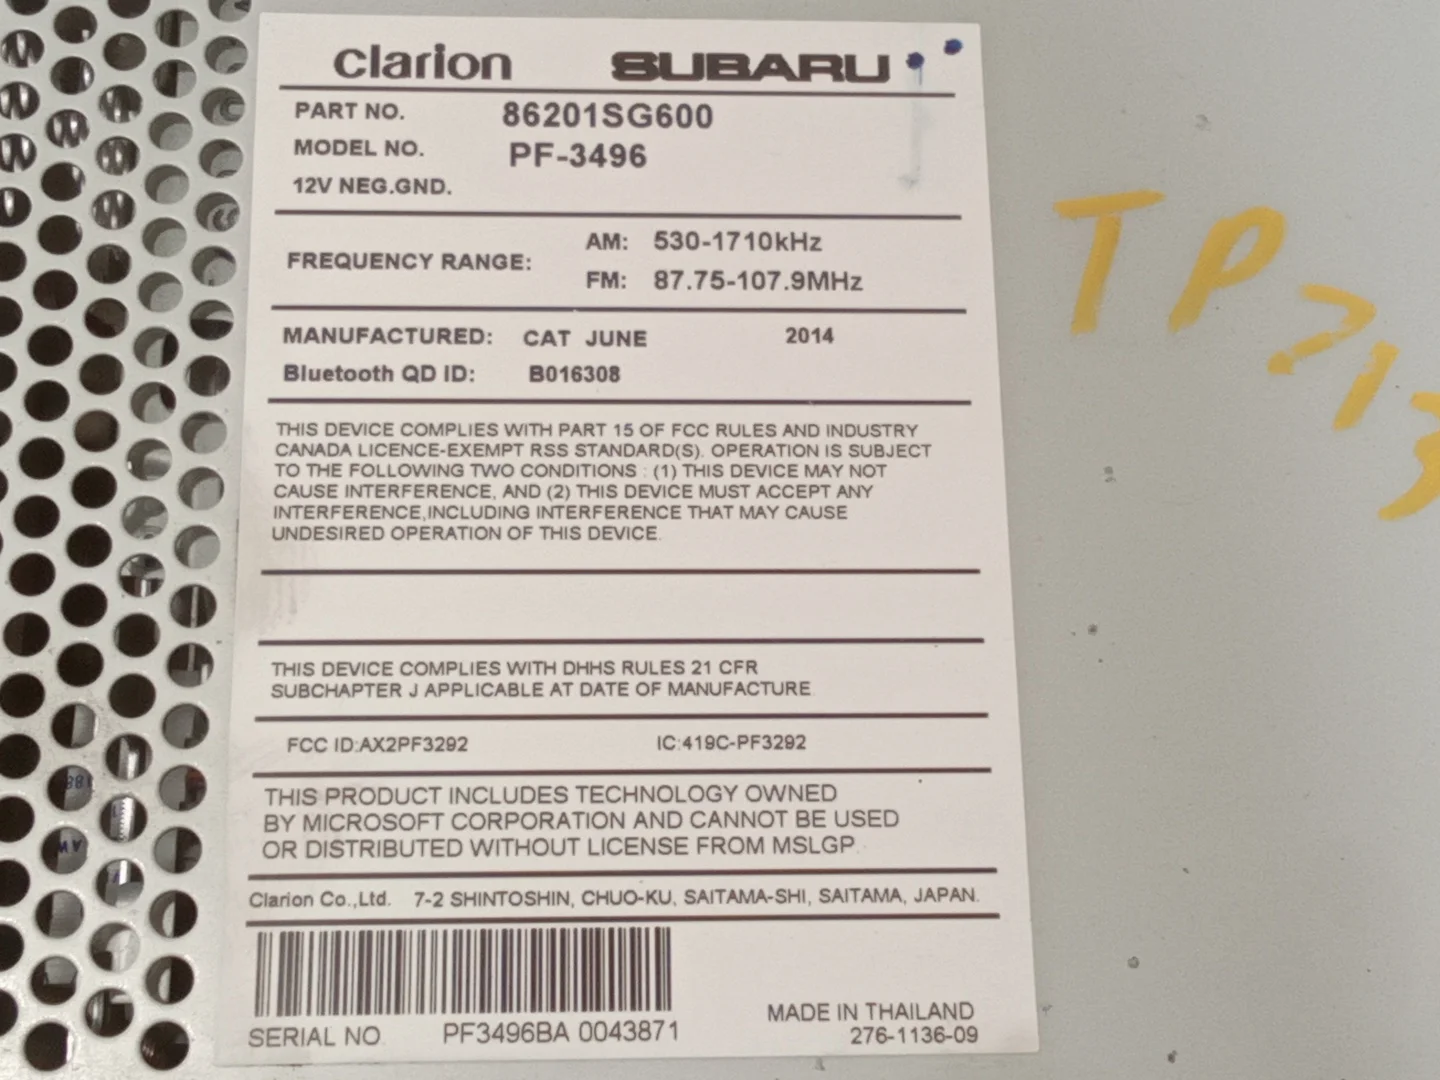 clarion SUBARU
PART NO. 86201SG600
MODEL NO. PF-3496
12V NEG.GND.
FREQUENCY RANGE: AM: 530-1710kHz
FM: 87.75-107.9MHz
MANUFACTURED: CAT JUNE 2014
Bluetooth QD ID: B016308
THIS DEVICE COMPLIES WITH PART 15 OF FCC RULES AND INDUSTRY
CANADA LICENCE-EXEMPT RSS STANDARD(S). OPERATION IS SUBJECT
TO THE FOLLOWING TWO CONDITIONS : (1) THIS DEVICE MAY NOT
CAUSE INTERFERENCE, AND (2) THIS DEVICE MUST ACCEPT ANY
INTERFERENCE,INCLUDING INTERFERENCE THAT MAY CAUSE
UNDESIRED OPERATION OF THIS DEVICE.
THIS DEVICE COMPLIES WITH DHHS RULES 21 CFR
SUBCHAPTER J APPLICABLE AT DATE OF MANUFACTURE.
FCC ID:AX2PF3292 IC:419C-PF3292
THIS PRODUCT INCLUDES TECHNOLOGY OWNED
BY MICROSOFT CORPORATION AND CANNOT BE USED
OR DISTRIBUTED WITHOUT LICENSE FROM MSLGP.
Clarion Co.,Ltd. 7-2 SHINTOSHIN, CHUO-KU, SAITAMA-SHI, SAITAMA, JAPAN.
SERIAL NO. PF3496BA 0043871
MADE IN THAILAND
276-1136-09
TP